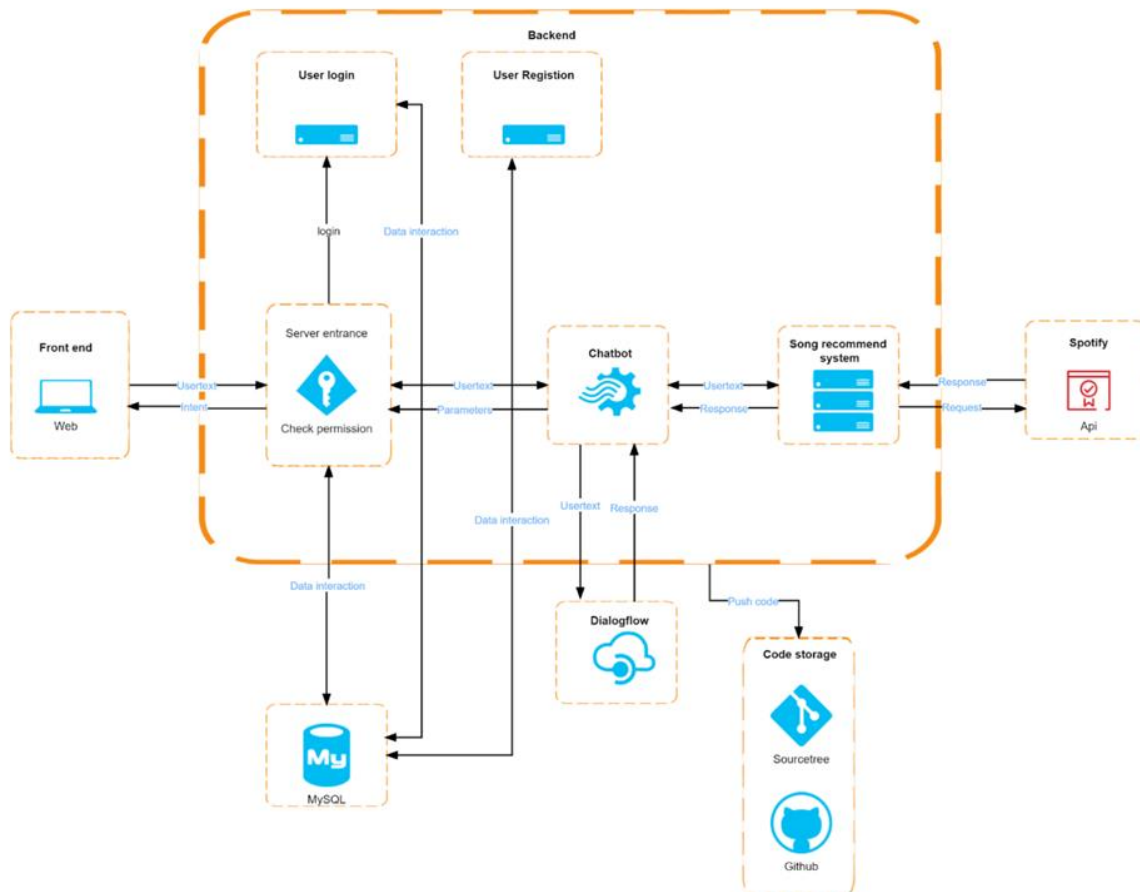 Backend
User login
User Registion
login
Data interaction
Server entrance
Check permission
Front end
Web
Usertext
Intent
Usertext
Parameters
Chatbot
Usertext
Response
Song recommend
system
Response
Request
Spotify
Api
Usertext
Response
Data interaction
Data interaction
Push code
Dialogflow
Code storage
Sourcetree
Github
My
MySQL